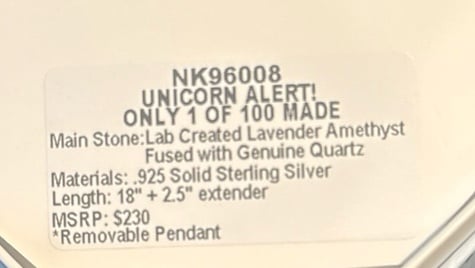 NK96008
UNICORN ALERT!
ONLY 1 OF 100 MADE
Main Stone:Lab Created Lavender Amethyst
Fused with Genuine Quartz
Materials: .925 Solid Sterling Silver
Length: 18" + 2.5" extender
MSRP: $230
*Removable Pendant